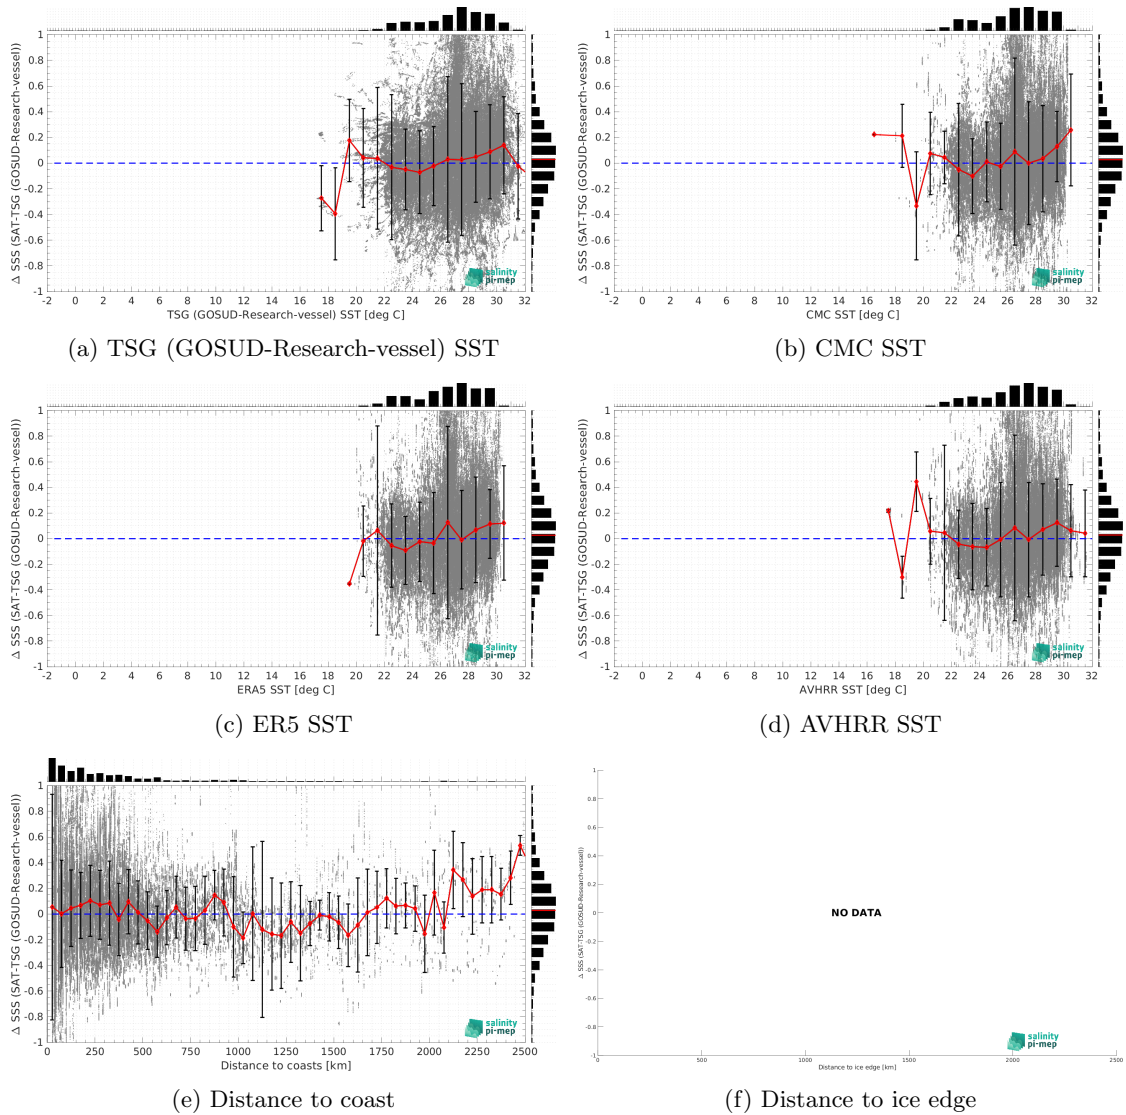 1
0.8
0.6
0.4
0.2
0
-0.2
-0.4
-0.6
-0.8
-1
Δ SSS (SAT-TSG (GOSUD-Research-vessel))
-2 0 2 4 6 8 10 12 14 16 18 20 22 24 26 28 30 32
TSG (GOSUD-Research-vessel) SST [deg C]
salinity
pi-mep
(a) TSG (GOSUD-Research-vessel) SST
1
0.8
0.6
0.4
0.2
0
-0.2
-0.4
-0.6
-0.8
-1
Δ SSS (SAT-TSG (GOSUD-Research-vessel))
-2 0 2 4 6 8 10 12 14 16 18 20 22 24 26 28 30 32
CMC SST [deg C]
salinity
pi-mep
(b) CMC SST
1
0.8
0.6
0.4
0.2
0
-0.2
-0.4
-0.6
-0.8
-1
Δ SSS (SAT-TSG (GOSUD-Research-vessel))
-2 0 2 4 6 8 10 12 14 16 18 20 22 24 26 28 30 32
ERA5 SST [deg C]
salinity
pi-mep
(c) ER5 SST
1
0.8
0.6
0.4
0.2
0
-0.2
-0.4
-0.6
-0.8
-1
Δ SSS (SAT-TSG (GOSUD-Research-vessel))
-2 0 2 4 6 8 10 12 14 16 18 20 22 24 26 28 30 32
AVHRR SST [deg C]
salinity
pi-mep
(d) AVHRR SST
1
0.8
0.6
0.4
0.2
0
-0.2
-0.4
-0.6
-0.8
-1
Δ SSS (SAT-TSG (GOSUD-Research-vessel))
0 250 500 750 1000 1250 1500 1750 2000 2250 2500
Distance to coasts [km]
salinity
pi-mep
(e) Distance to coast
1
0.8
0.6
0.4
0.2
0
-0.2
-0.4
-0.6
-0.8
-1
Δ SSS (SAT-TSG (GOSUD-Research-vessel))
NO DATA
0 500 1000 1500 2000 2500
Distance to ice edge [km]
salinity
pi-mep
(f) Distance to ice edge